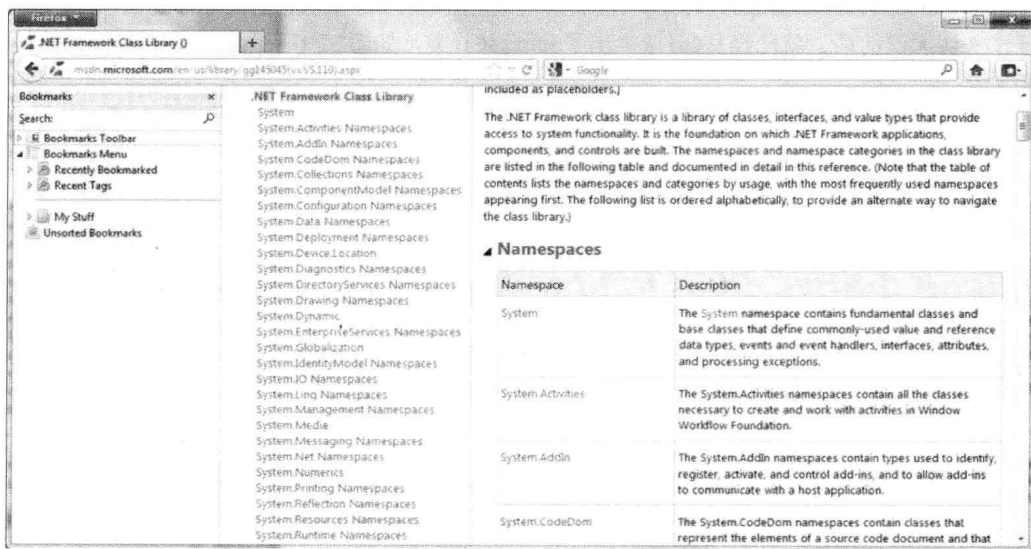 Firefox
.NET Framework Class Library ()
+
msdn.microsoft.com/en-us/library/gg145045(v=VS.110).aspx
Google
Bookmarks
×
Search:
Bookmarks Toolbar
Bookmarks Menu
Recently Bookmarked
Recent Tags
My Stuff
Unsorted Bookmarks
.NET Framework Class Library
System
System.Activities Namespaces
System.AddIn Namespaces
System.CodeDom Namespaces
System.Collections Namespaces
System.ComponentModel Namespaces
System.Configuration Namespaces
System.Data Namespaces
System.Deployment Namespaces
System.Device.Location
System.Diagnostics Namespaces
System.DirectoryServices Namespaces
System.Drawing Namespaces
System.Dynamic
System.EnterpriseServices Namespaces
System.Globalization
System.IdentityModel Namespaces
System.IO Namespaces
System.Linq Namespaces
System.Management Namespaces
System.Media
System.Messaging Namespaces
System.Net Namespaces
System.Numerics
System.Printing Namespaces
System.Reflection Namespaces
System.Resources Namespaces
System.Runtime Namespaces
included as placeholders.]
The .NET Framework class library is a library of classes, interfaces, and value types that provide
access to system functionality. It is the foundation on which .NET Framework applications,
components, and controls are built. The namespaces and namespace categories in the class library
are listed in the following table and documented in detail in this reference. (Note that the table of
contents lists the namespaces and categories by usage, with the most frequently used namespaces
appearing first. The following list is ordered alphabetically, to provide an alternate way to navigate
the class library.)
Namespaces
Namespace Description
System The System namespace contains fundamental classes and
base classes that define commonly-used value and reference
data types, events and event handlers, interfaces, attributes,
and processing exceptions.
System.Activities The System.Activities namespaces contain all the classes
necessary to create and work with activities in Window
Workflow Foundation.
System.AddIn The System.AddIn namespaces contain types used to identify,
register, activate, and control add-ins, and to allow add-ins
to communicate with a host application.
System.CodeDom The System.CodeDom namespaces contain classes that
represent the elements of a source code document and that